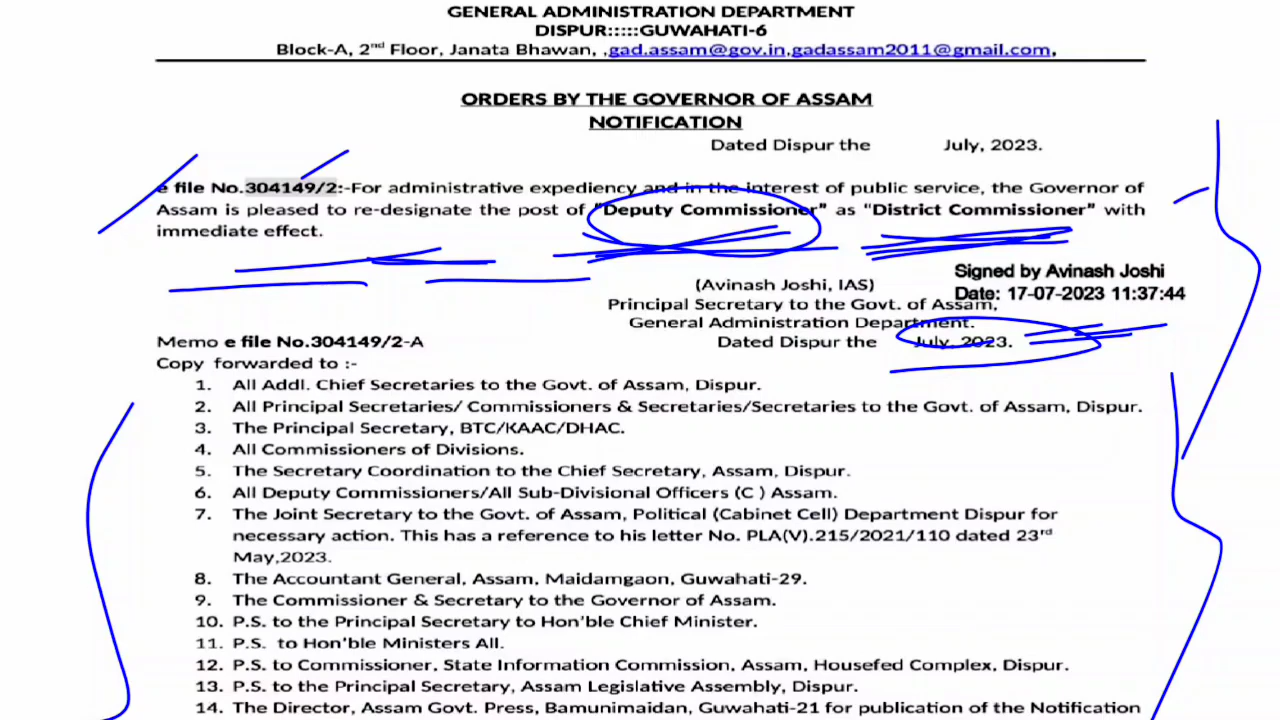 GENERAL ADMINISTRATION DEPARTMENT
DISPUR:::::GUWAHATI-6
Block-A, 2nd Floor, Janata Bhawan, ,gad.assam@gov.in,gadassam2011@gmail.com,
ORDERS BY THE GOVERNOR OF ASSAM
NOTIFICATION
Dated Dispur the July, 2023.
e file No.304149/2:-For administrative expediency and in the interest of public service, the Governor of
Assam is pleased to re-designate the post of "Deputy Commissioner" as "District Commissioner" with
immediate effect.
Signed by Avinash Joshi
Date: 17-07-2023 11:37:44
(Avinash Joshi, IAS)
Principal Secretary to the Govt. of Assam,
General Administration Department.
Memo e file No.304149/2-A Dated Dispur the July, 2023.
Copy forwarded to :-
1. All Addl. Chief Secretaries to the Govt. of Assam, Dispur.
2. All Principal Secretaries/ Commissioners & Secretaries/Secretaries to the Govt. of Assam, Dispur.
3. The Principal Secretary, BTC/KAAC/DHAC.
4. All Commissioners of Divisions.
5. The Secretary Coordination to the Chief Secretary, Assam, Dispur.
6. All Deputy Commissioners/All Sub-Divisional Officers (C ) Assam.
7. The Joint Secretary to the Govt. of Assam, Political (Cabinet Cell) Department Dispur for
necessary action. This has a reference to his letter No. PLA(V).215/2021/110 dated 23rd
May,2023.
8. The Accountant General, Assam, Maidamgaon, Guwahati-29.
9. The Commissioner & Secretary to the Governor of Assam.
10. P.S. to the Principal Secretary to Hon'ble Chief Minister.
11. P.S. to Hon'ble Ministers All.
12. P.S. to Commissioner, State Information Commission, Assam, Housefed Complex, Dispur.
13. P.S. to the Principal Secretary, Assam Legislative Assembly, Dispur.
14. The Director, Assam Govt. Press, Bamunimaidan, Guwahati-21 for publication of the Notification